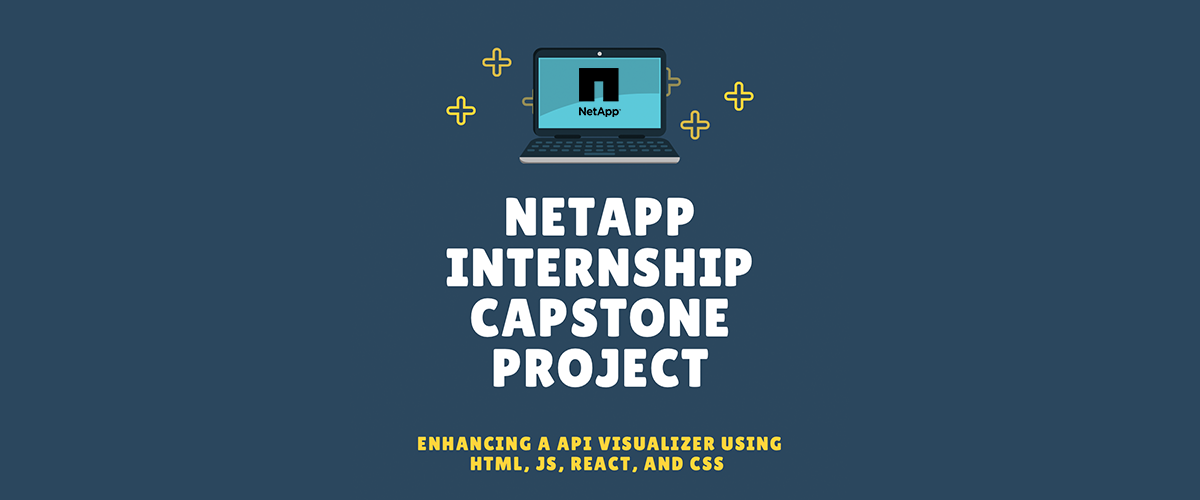 NetApp
NETAPP
INTERNSHIP
CAPSTONE
PROJECT
ENHANCING A API VISUALIZER USING
HTML, JS, REACT, AND CSS